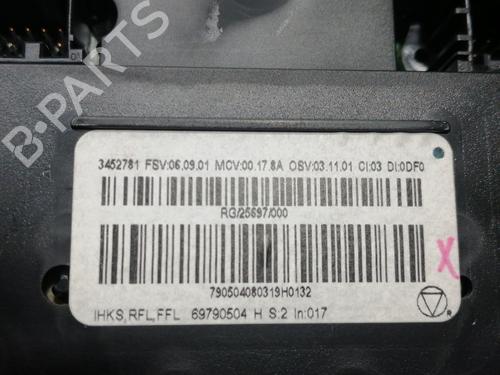 3452781 FSV:06.09.01 MCV:00.17.8A OSV:03.11.01 CI:03 DI:0DF0
RG/25697/000
790504080319H0132
IHKS,RFL,FFL 69790504 H S:2 In:017
X
®
B-PARTS